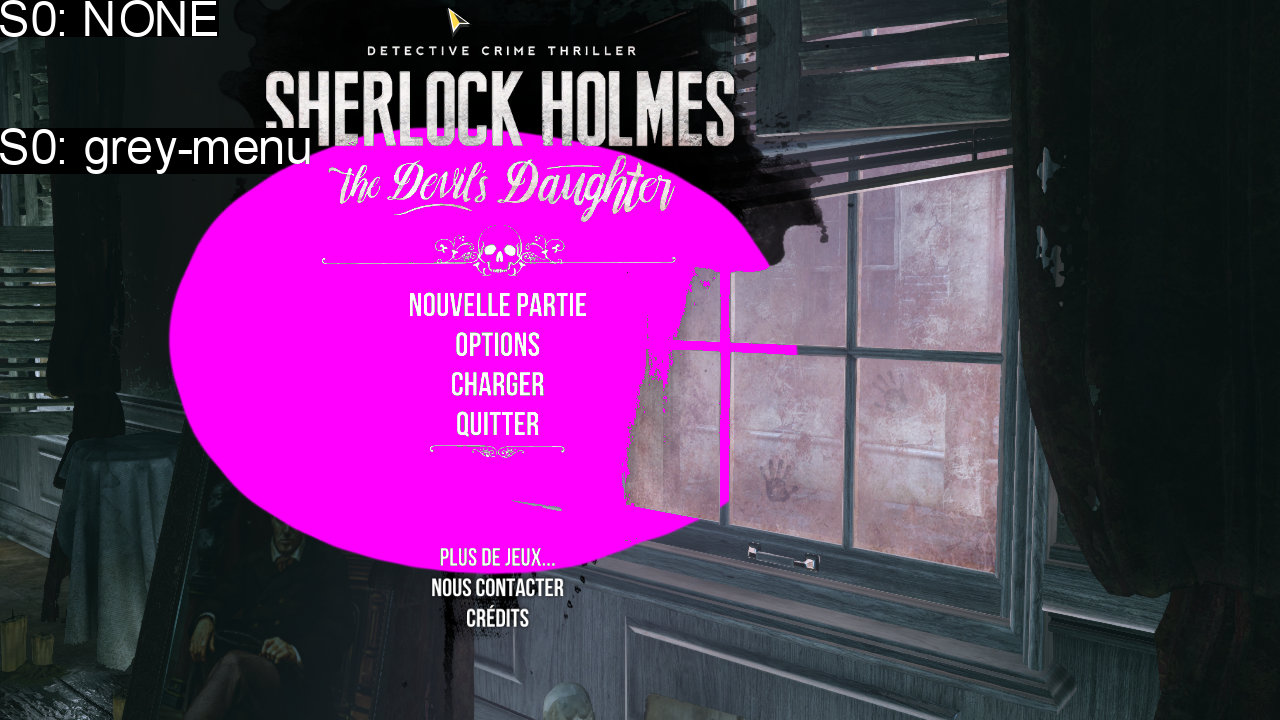 S0: NONE
DETECTIVE CRIME THRILLER
SHERLOCK HOLMES
S0: grey-menu
the Devil's Daughter
NOUVELLE PARTIE
OPTIONS
CHARGER
QUITTER
PLUS DE JEUX...
NOUS CONTACTER
CRÉDITS